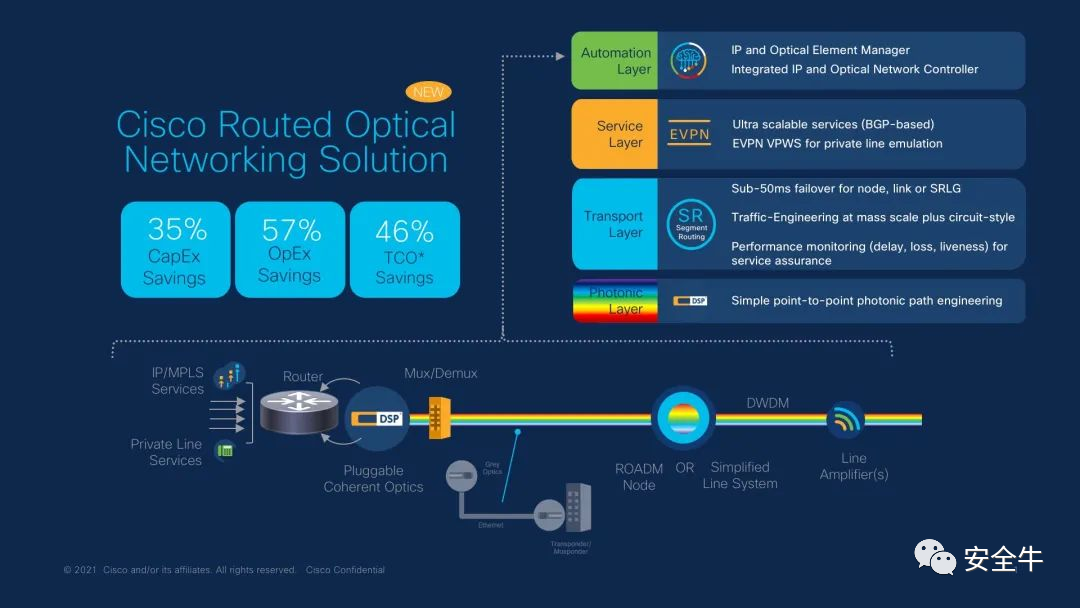 NEW
Cisco Routed Optical
Networking Solution
35%
CapEx
Savings
57%
OpEx
Savings
46%
TCO*
Savings
Automation
Layer
IP and Optical Element Manager
Integrated IP and Optical Network Controller
Service
Layer
EVPN
Ultra scalable services (BGP-based)
EVPN VPWS for private line emulation
Transport
Layer
SR
Segment
Routing
Sub-50ms failover for node, link or SRLG
Traffic-Engineering at mass scale plus circuit-style
Performance monitoring (delay, loss, liveness) for
service assurance
Photonic
Layer
DSP
Simple point-to-point photonic path engineering
IP/MPLS
Services
Private Line
Services
Router
DSP
Pluggable
Coherent Optics
Mux/Demux
Grey
Optics
Ethernet
Transponder/
Moxponder
ROADM
Node
OR
Simplified
Line System
DWDM
Line
Amplifier(s)
© 2021 Cisco and/or its affiliates. All rights reserved. Cisco Confidential
安全牛